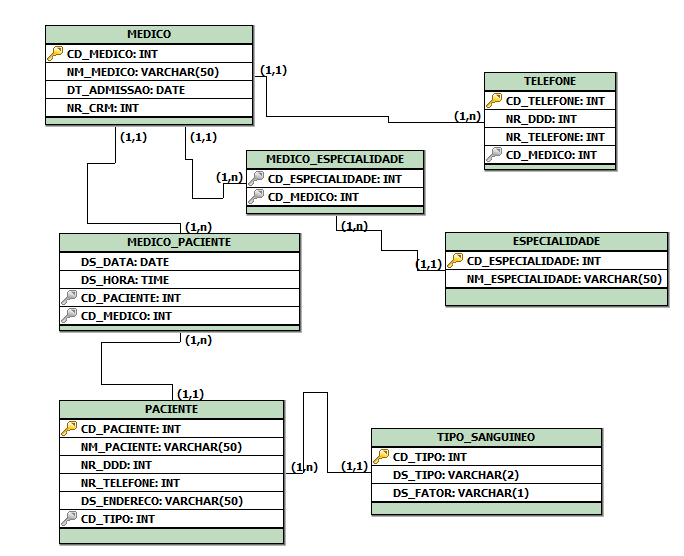 MEDICO
CD_MEDICO: INT
NM_MEDICO: VARCHAR(50)
DT_ADMISSAO: DATE
NR_CRM: INT
(1,1)
(1,1)
(1,1)
TELEFONE
CD_TELEFONE: INT
NR_DDD: INT
NR_TELEFONE: INT
CD_MEDICO: INT
(1,n)
MEDICO_ESPECIALIDADE
CD_ESPECIALIDADE: INT
CD_MEDICO: INT
(1,n)
(1,n)
ESPECIALIDADE
CD_ESPECIALIDADE: INT
NM_ESPECIALIDADE: VARCHAR(50)
(1,1)
(1,n)
MEDICO_PACIENTE
DS_DATA: DATE
DS_HORA: TIME
CD_PACIENTE: INT
CD_MEDICO: INT
(1,n)
(1,1)
PACIENTE
CD_PACIENTE: INT
NM_PACIENTE: VARCHAR(50)
NR_DDD: INT
NR_TELEFONE: INT
DS_ENDERECO: VARCHAR(50)
CD_TIPO: INT
(1,n)
(1,1)
TIPO_SANGUINEO
CD_TIPO: INT
DS_TIPO: VARCHAR(2)
DS_FATOR: VARCHAR(1)